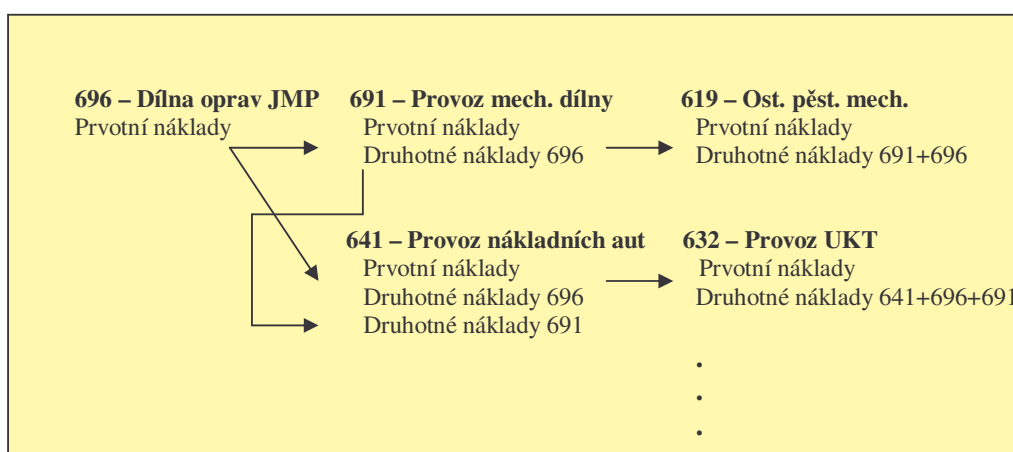 696 – Dílna oprav JMP
Prvotní náklady
691 – Provoz mech. dílny
Prvotní náklady
Druhotné náklady 696
619 – Ost. pěst. mech.
Prvotní náklady
Druhotné náklady 691+696
641 – Provoz nákladních aut
Prvotní náklady
Druhotné náklady 696
Druhotné náklady 691
632 – Provoz UKT
Prvotní náklady
Druhotné náklady 641+696+691